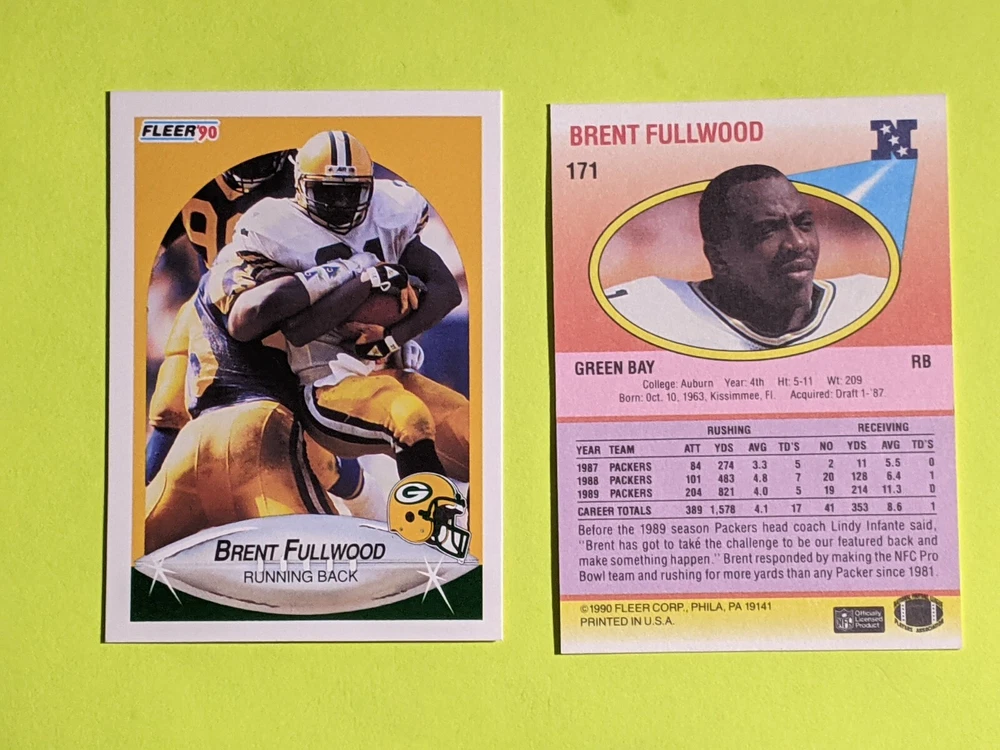 FLEER '90
21
G
BRENT FULLWOOD
RUNNING BACK
BRENT FULLWOOD
N
171
GREEN BAY RB
College: Auburn Year: 4th Ht: 5-11 Wt: 209
Born: Oct. 10, 1963, Kissimmee, Fl. Acquired: Draft 1-'87
RUSHING RECEIVING
YEAR TEAM ATT YDS AVG TD'S NO YDS AVG TD'S
1987 PACKERS 84 274 3.3 5 2 11 5.5 0
1988 PACKERS 101 483 4.8 7 20 128 6.4 1
1989 PACKERS 204 821 4.0 5 19 214 11.3 0
CAREER TOTALS 389 1,578 4.1 17 41 353 8.6 1
Before the 1989 season Packers head coach Lindy Infante said,
"Brent has got to také the challenge to be our featured back and
make something happen." Brent responded by making the NFC Pro
Bowl team and rushing for more yards than any Packer since 1981.
©1990 FLEER CORP., PHILA, PA 19141
PRINTED IN U.S.A.
NFL
Officially
Licensed
Product